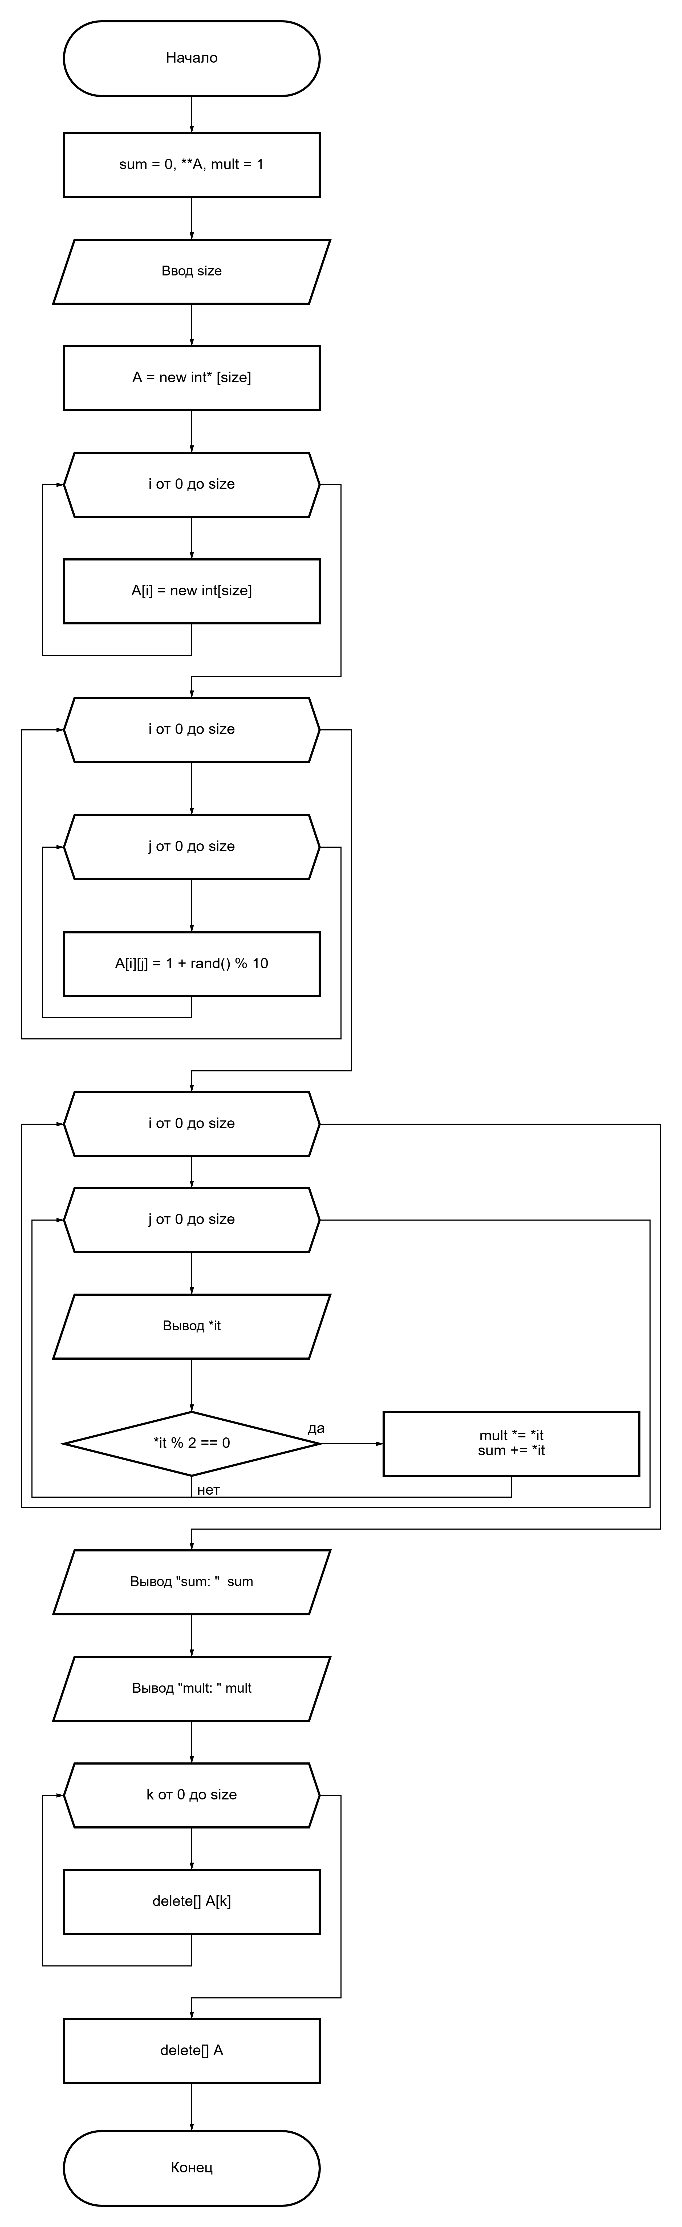 Начало
sum = 0, **A, mult = 1
Ввод size
A = new int* [size]
i от 0 до size
A[i] = new int[size]
i от 0 до size
j от 0 до size
A[i][j] = 1 + rand() % 10
i от 0 до size
j от 0 до size
Вывод *it
*it % 2 == 0
да
mult *= *it
sum += *it
нет
Вывод "sum: "  sum
Вывод "mult: " mult
k от 0 до size
delete[] A[k]
delete[] A
Конец